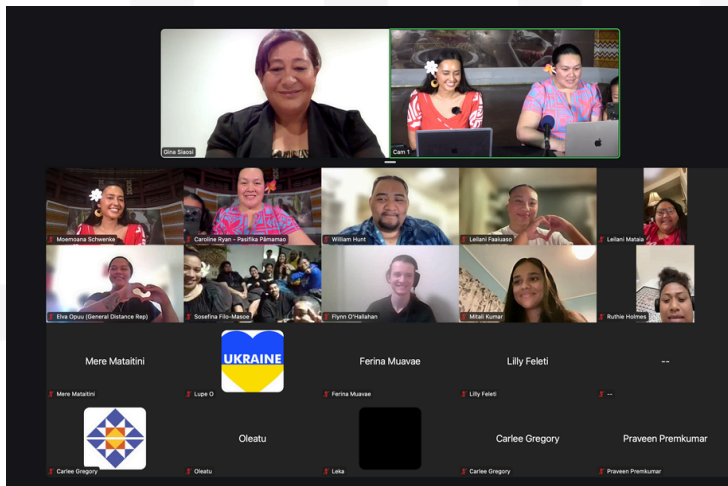 Gina Siaosi
Cam 1
Moemoana Schwenke
Caroline Ryan - Pasifika Pāmamao
William Hunt
Leilani Faaiuaso
Leilani Mataia
Elva Opuu (General Distance Rep)
Sosefina Filo-Masoe
Flynn O'Hallahan
Mitali Kumar
Ruthie Holmes
Mere Mataitini
UKRAINE
Ferina Muavae
Lilly Feleti
--
Mere Mataitini
Lupe O
Ferina Muavae
Lilly Feleti
--
Oleatu
Carlee Gregory
Praveen Premkumar
Carlee Gregory
Oleatu
Leka
Carlee Gregory
Praveen Premkumar